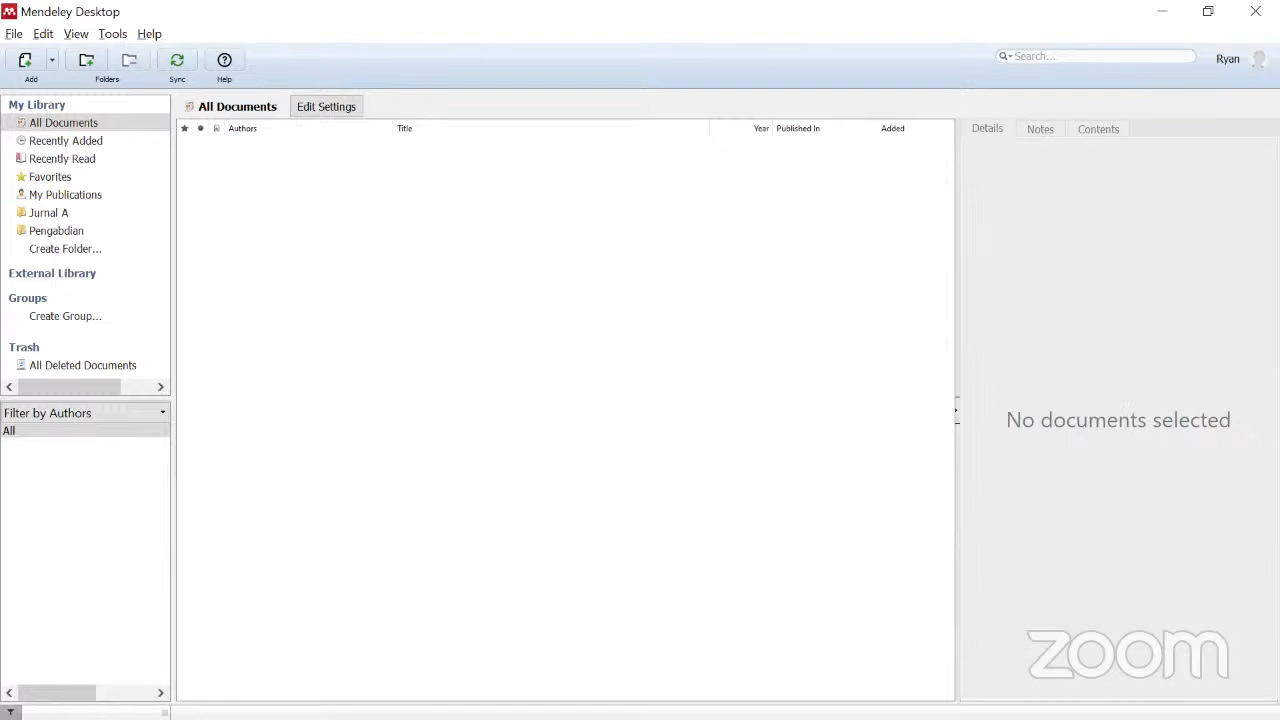 Mendeley Desktop
File Edit View Tools Help
Add Folders Sync Help
Search...
Ryan
My Library
All Documents
Recently Added
Recently Read
Favorites
My Publications
Jurnal A
Pengabdian
Create Folder...
External Library
Groups
Create Group...
Trash
All Deleted Documents
Filter by Authors
All
All Documents Edit Settings
Authors Title Year Published In Added
Details Notes Contents
No documents selected
zoom